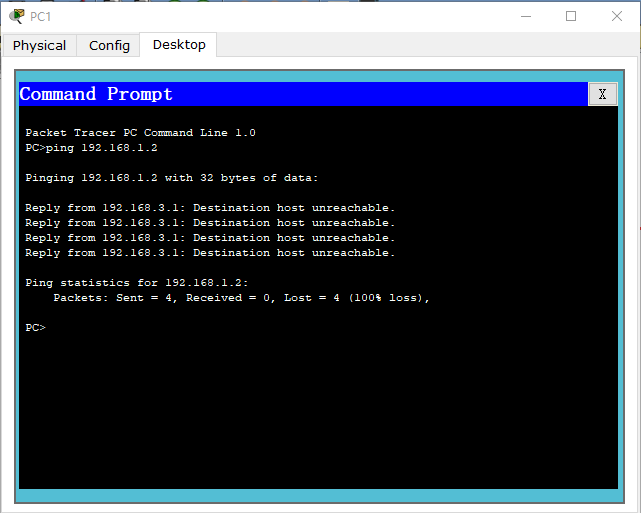 PC1
Physical Config Desktop
Command Prompt
X
Packet Tracer PC Command Line 1.0
PC>ping 192.168.1.2
Pinging 192.168.1.2 with 32 bytes of data:
Reply from 192.168.3.1: Destination host unreachable.
Reply from 192.168.3.1: Destination host unreachable.
Reply from 192.168.3.1: Destination host unreachable.
Reply from 192.168.3.1: Destination host unreachable.
Ping statistics for 192.168.1.2:
Packets: Sent = 4, Received = 0, Lost = 4 (100% loss),
PC>